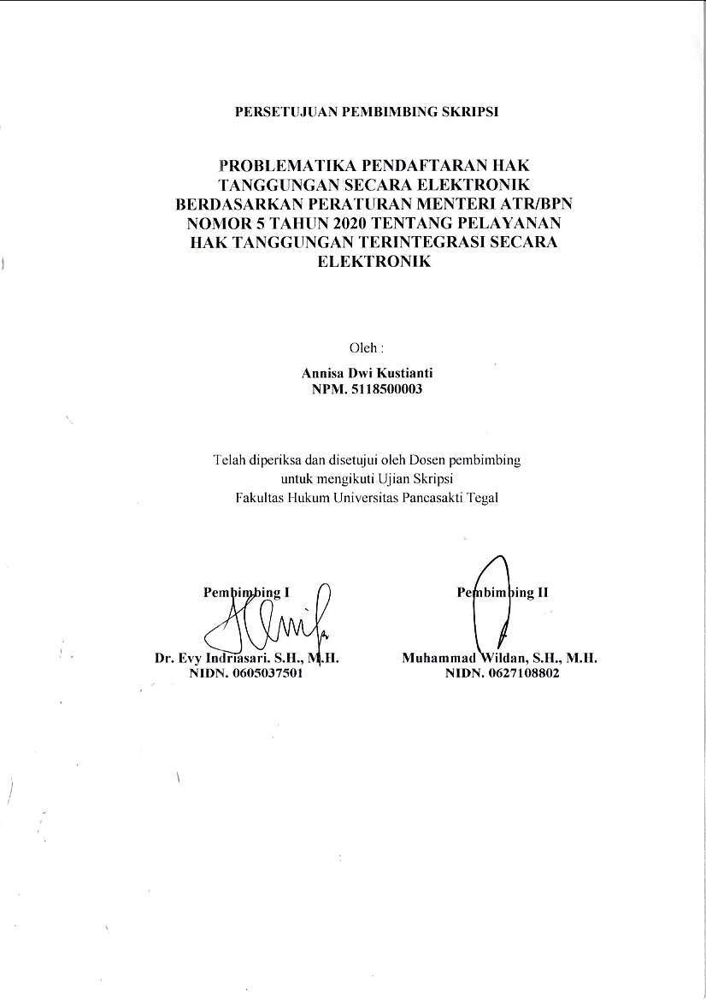 PERSETUJUAN PEMBIMBING SKRIPSI
PROBLEMATIKA PENDAFTARAN HAK
TANGGUNGAN SECARA ELEKTRONIK
BERDASARKAN PERATURAN MENTERI ATR/BPN
NOMOR 5 TAHUN 2020 TENTANG PELAYANAN
HAK TANGGUNGAN TERINTEGRASI SECARA
ELEKTRONIK
Oleh :
Annisa Dwi Kustianti
NPM. 5118500003
Telah diperiksa dan disetujui oleh Dosen pembimbing
untuk mengikuti Ujian Skripsi
Fakultas Hukum Universitas Pancasakti Tegal
Pembimbing I
Pembimbing II
Dr. Evy Indriasari. S.H., M.H.
Muhammad Wildan, S.H., M.H.
NIDN. 0605037501
NIDN. 0627108802